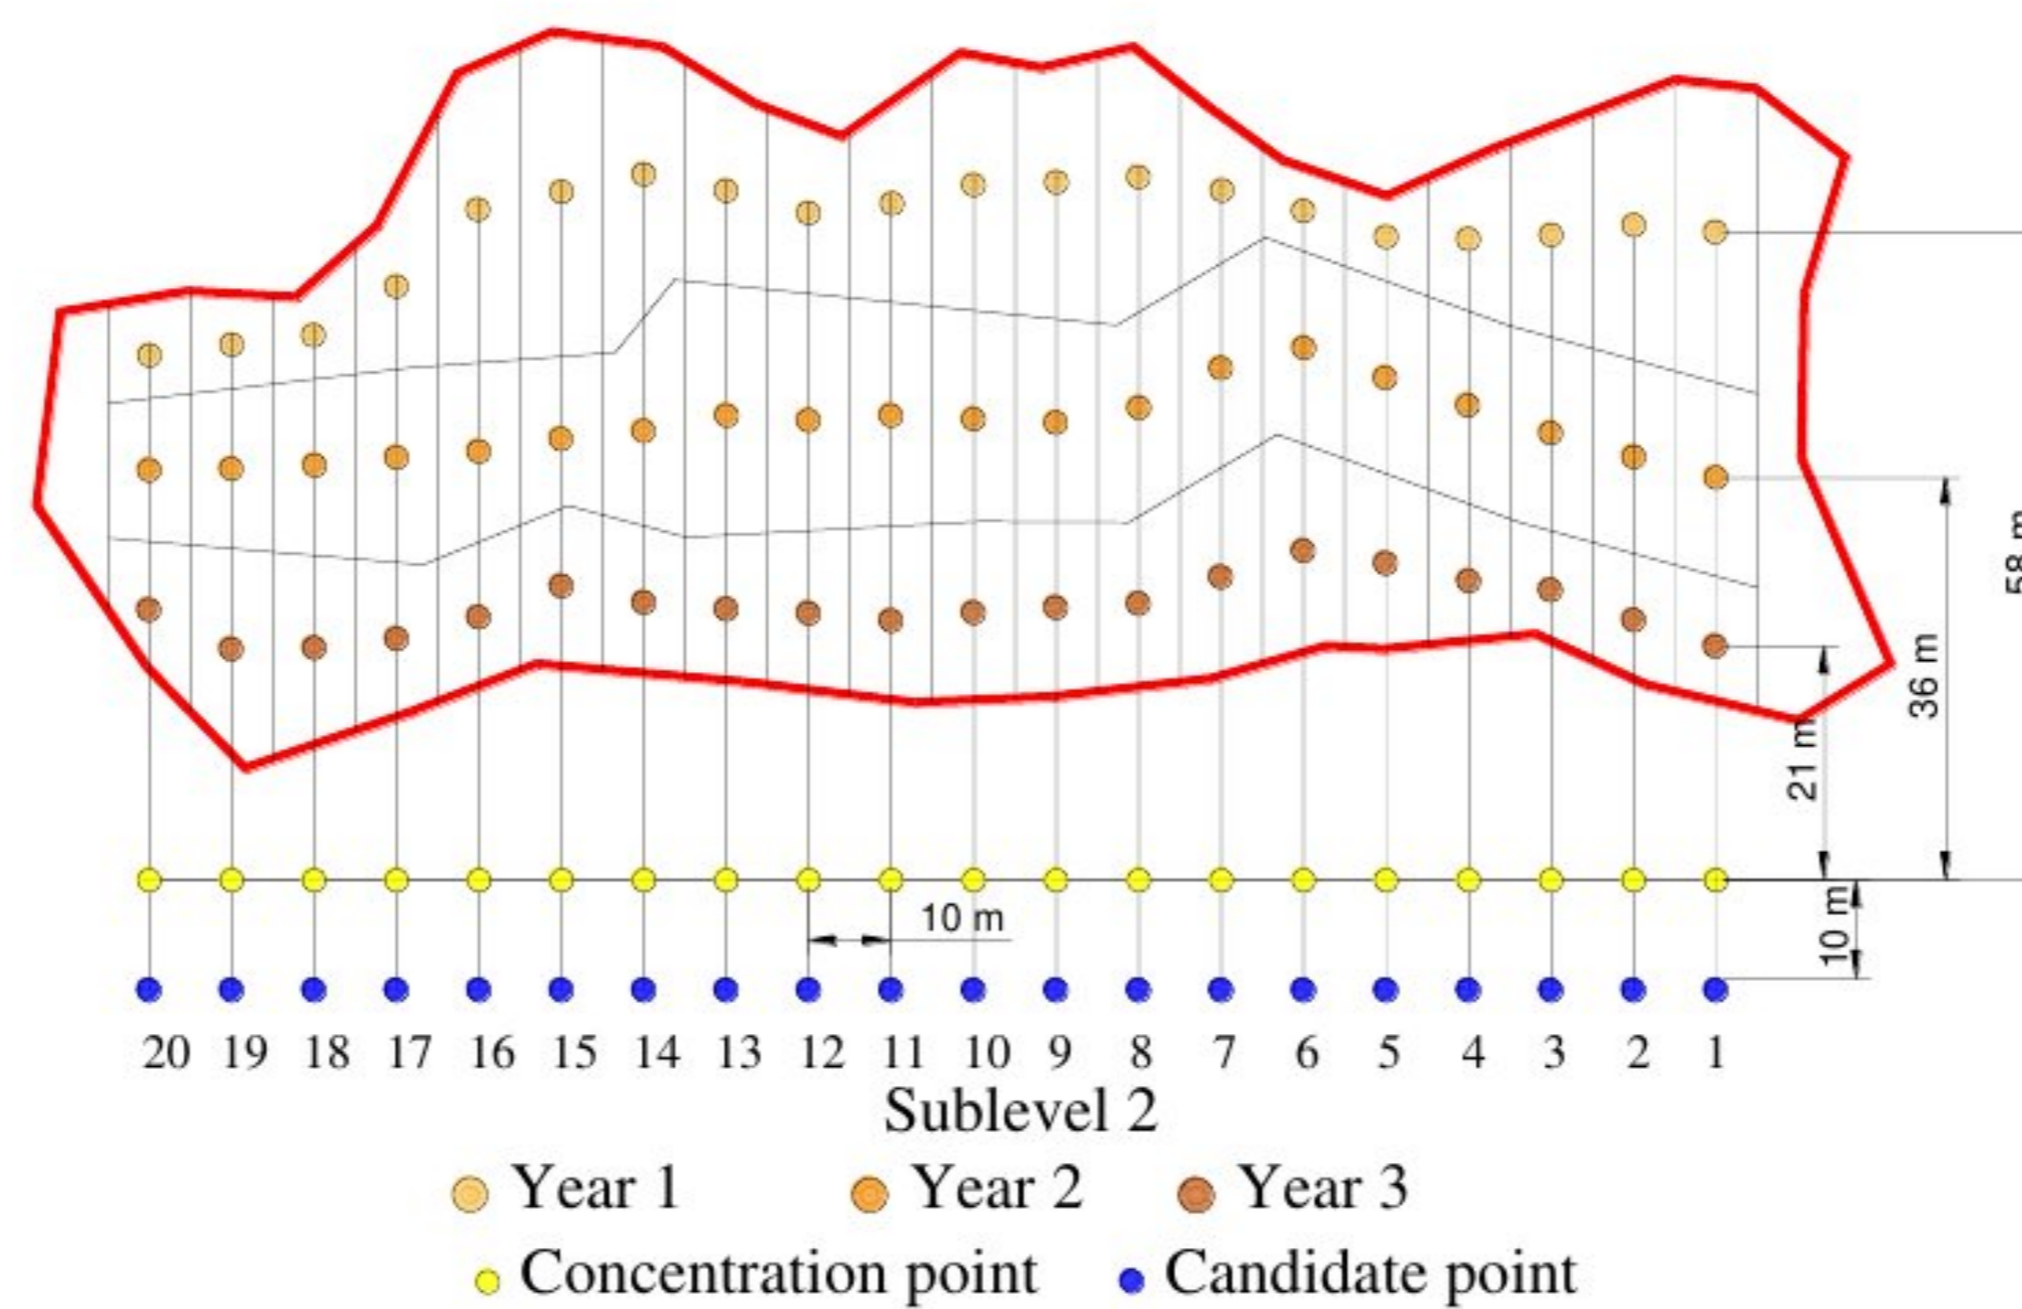 58 m
36 m
21 m
10 m
10 m
20 19 18 17 16 15 14 13 12 11 10 9 8 7 6 5 4 3 2 1
Sublevel 2
Year 1 Year 2 Year 3
Concentration point Candidate point